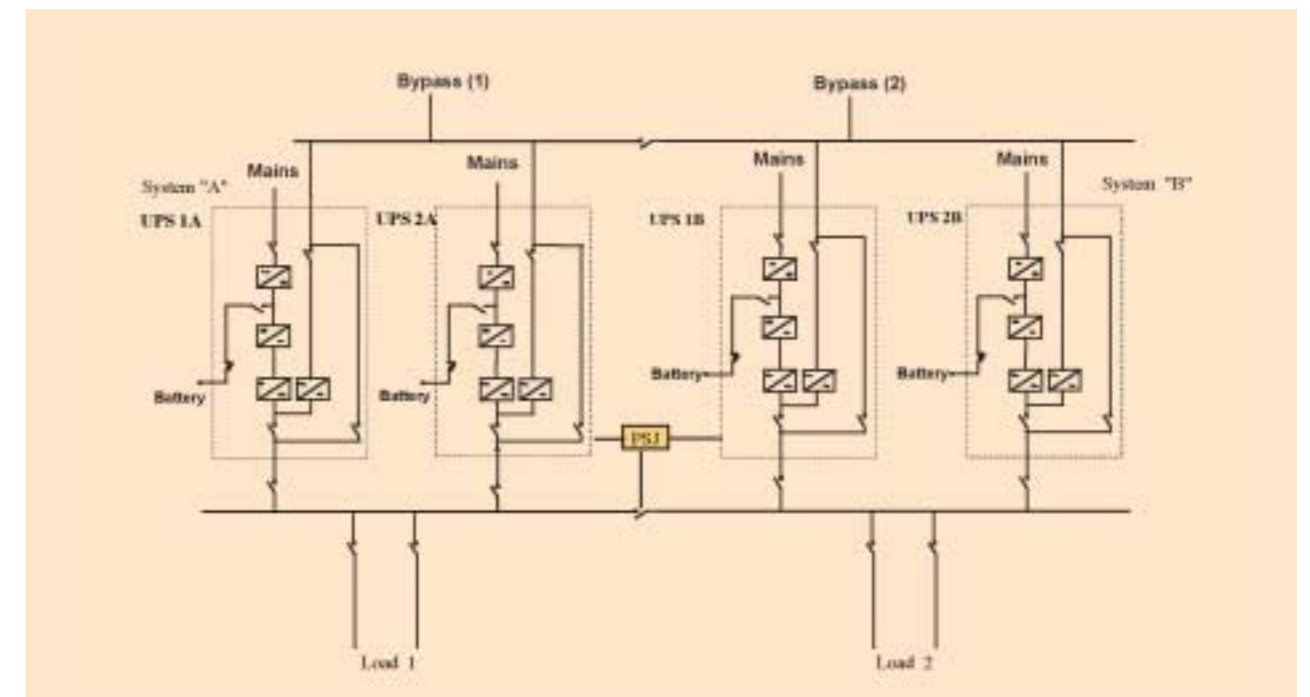 Bypass (1)
Bypass (2)
Mains
Mains
Mains
Mains
System "A"
System "B"
UPS 1A
UPS 2A
UPS 1B
UPS 2B
Battery
Battery
Battery
Battery
PSJ
Load 1
Load 2